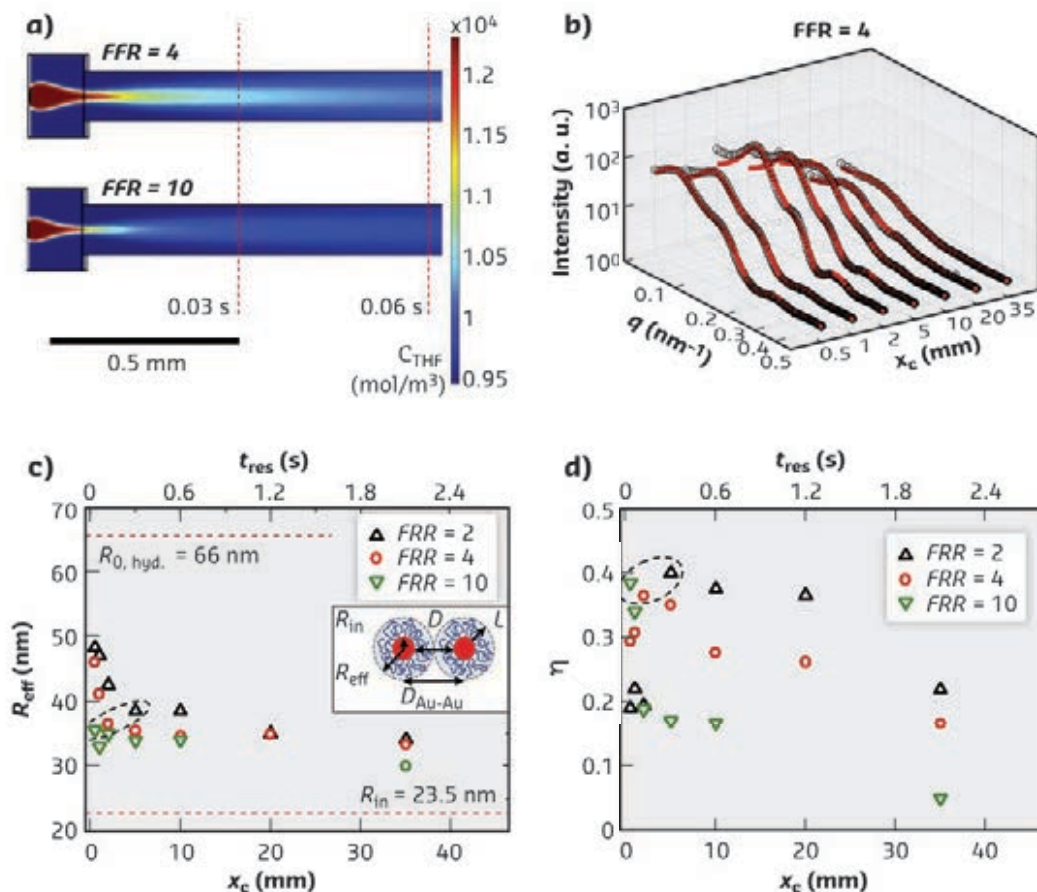 a)
FFR = 4
FFR = 10
0.03 s
0.06 s
0.5 mm
x10⁴
1.2
1.15
1.1
1.05
1
0.95
C_THF
(mol/m³)
b)
FFR = 4
Intensity (a. u.)
10³
10²
10¹
10⁰
0.1
0.2
0.3
0.4
0.5
q (nm⁻¹)
0.5
1
2
5
10
20
35
x_c (mm)
c)
t_res (s)
0
0.6
1.2
1.8
2.4
70
60
50
40
30
20
R_eff (nm)
R_0, hyd. = 66 nm
FRR = 2
FRR = 4
FRR = 10
R_in
D
L
R_eff
D_Au-Au
R_in = 23.5 nm
0
10
20
30
40
x_c (mm)
d)
t_res (s)
0
0.6
1.2
1.8
2.4
0.5
0.4
0.3
0.2
0.1
0
η
FRR = 2
FRR = 4
FRR = 10
0
10
20
30
40
x_c (mm)